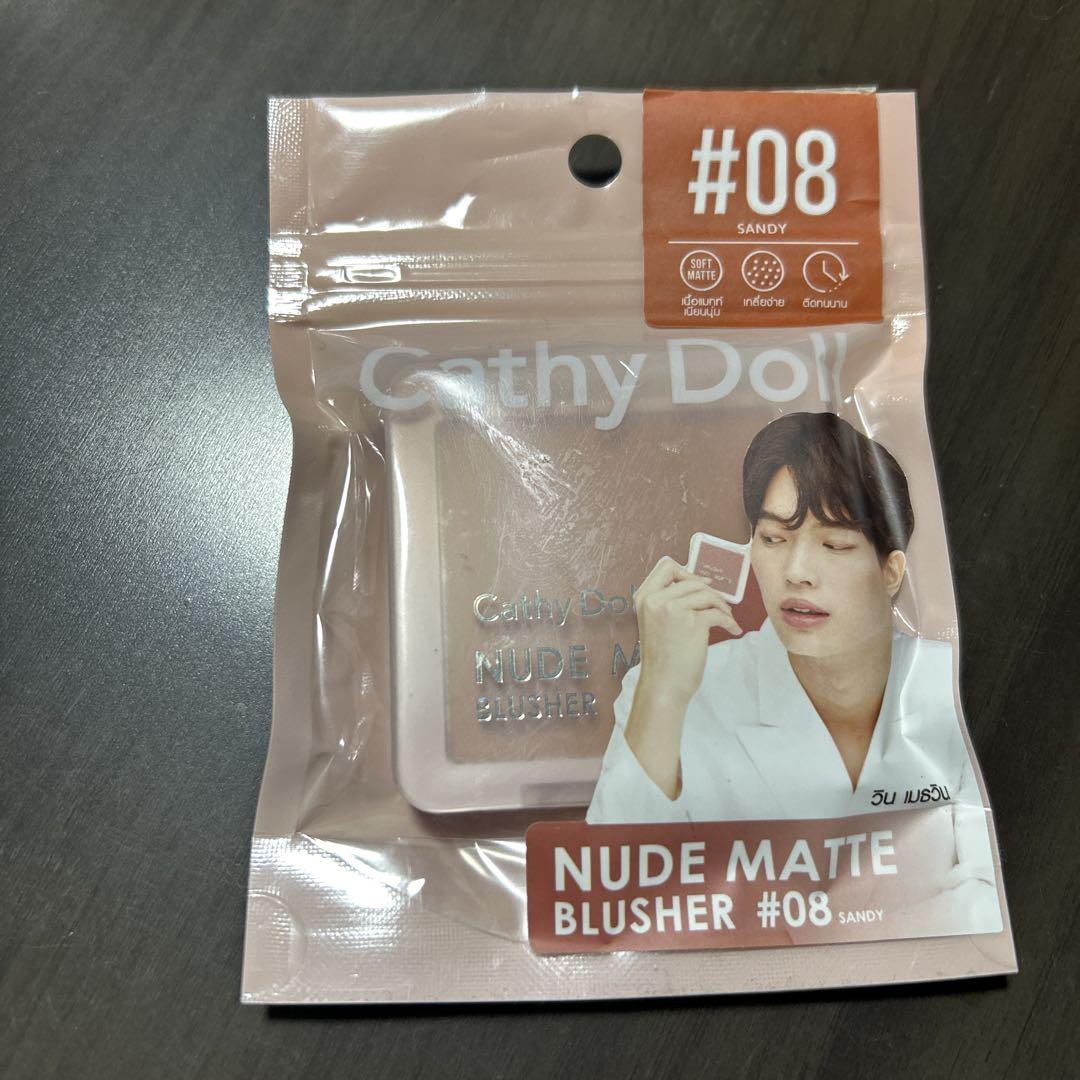 #08
SANDY
SOFT
MATTE
เนื้อแมทท์
เนียนนุ่ม
เกลี่ยง่าย
ติดทนนาน
Cathy Doll
Cathy Doll
NUDE M
BLUSHER
วิน เมธวิน
NUDE MATTE
BLUSHER #08 SANDY